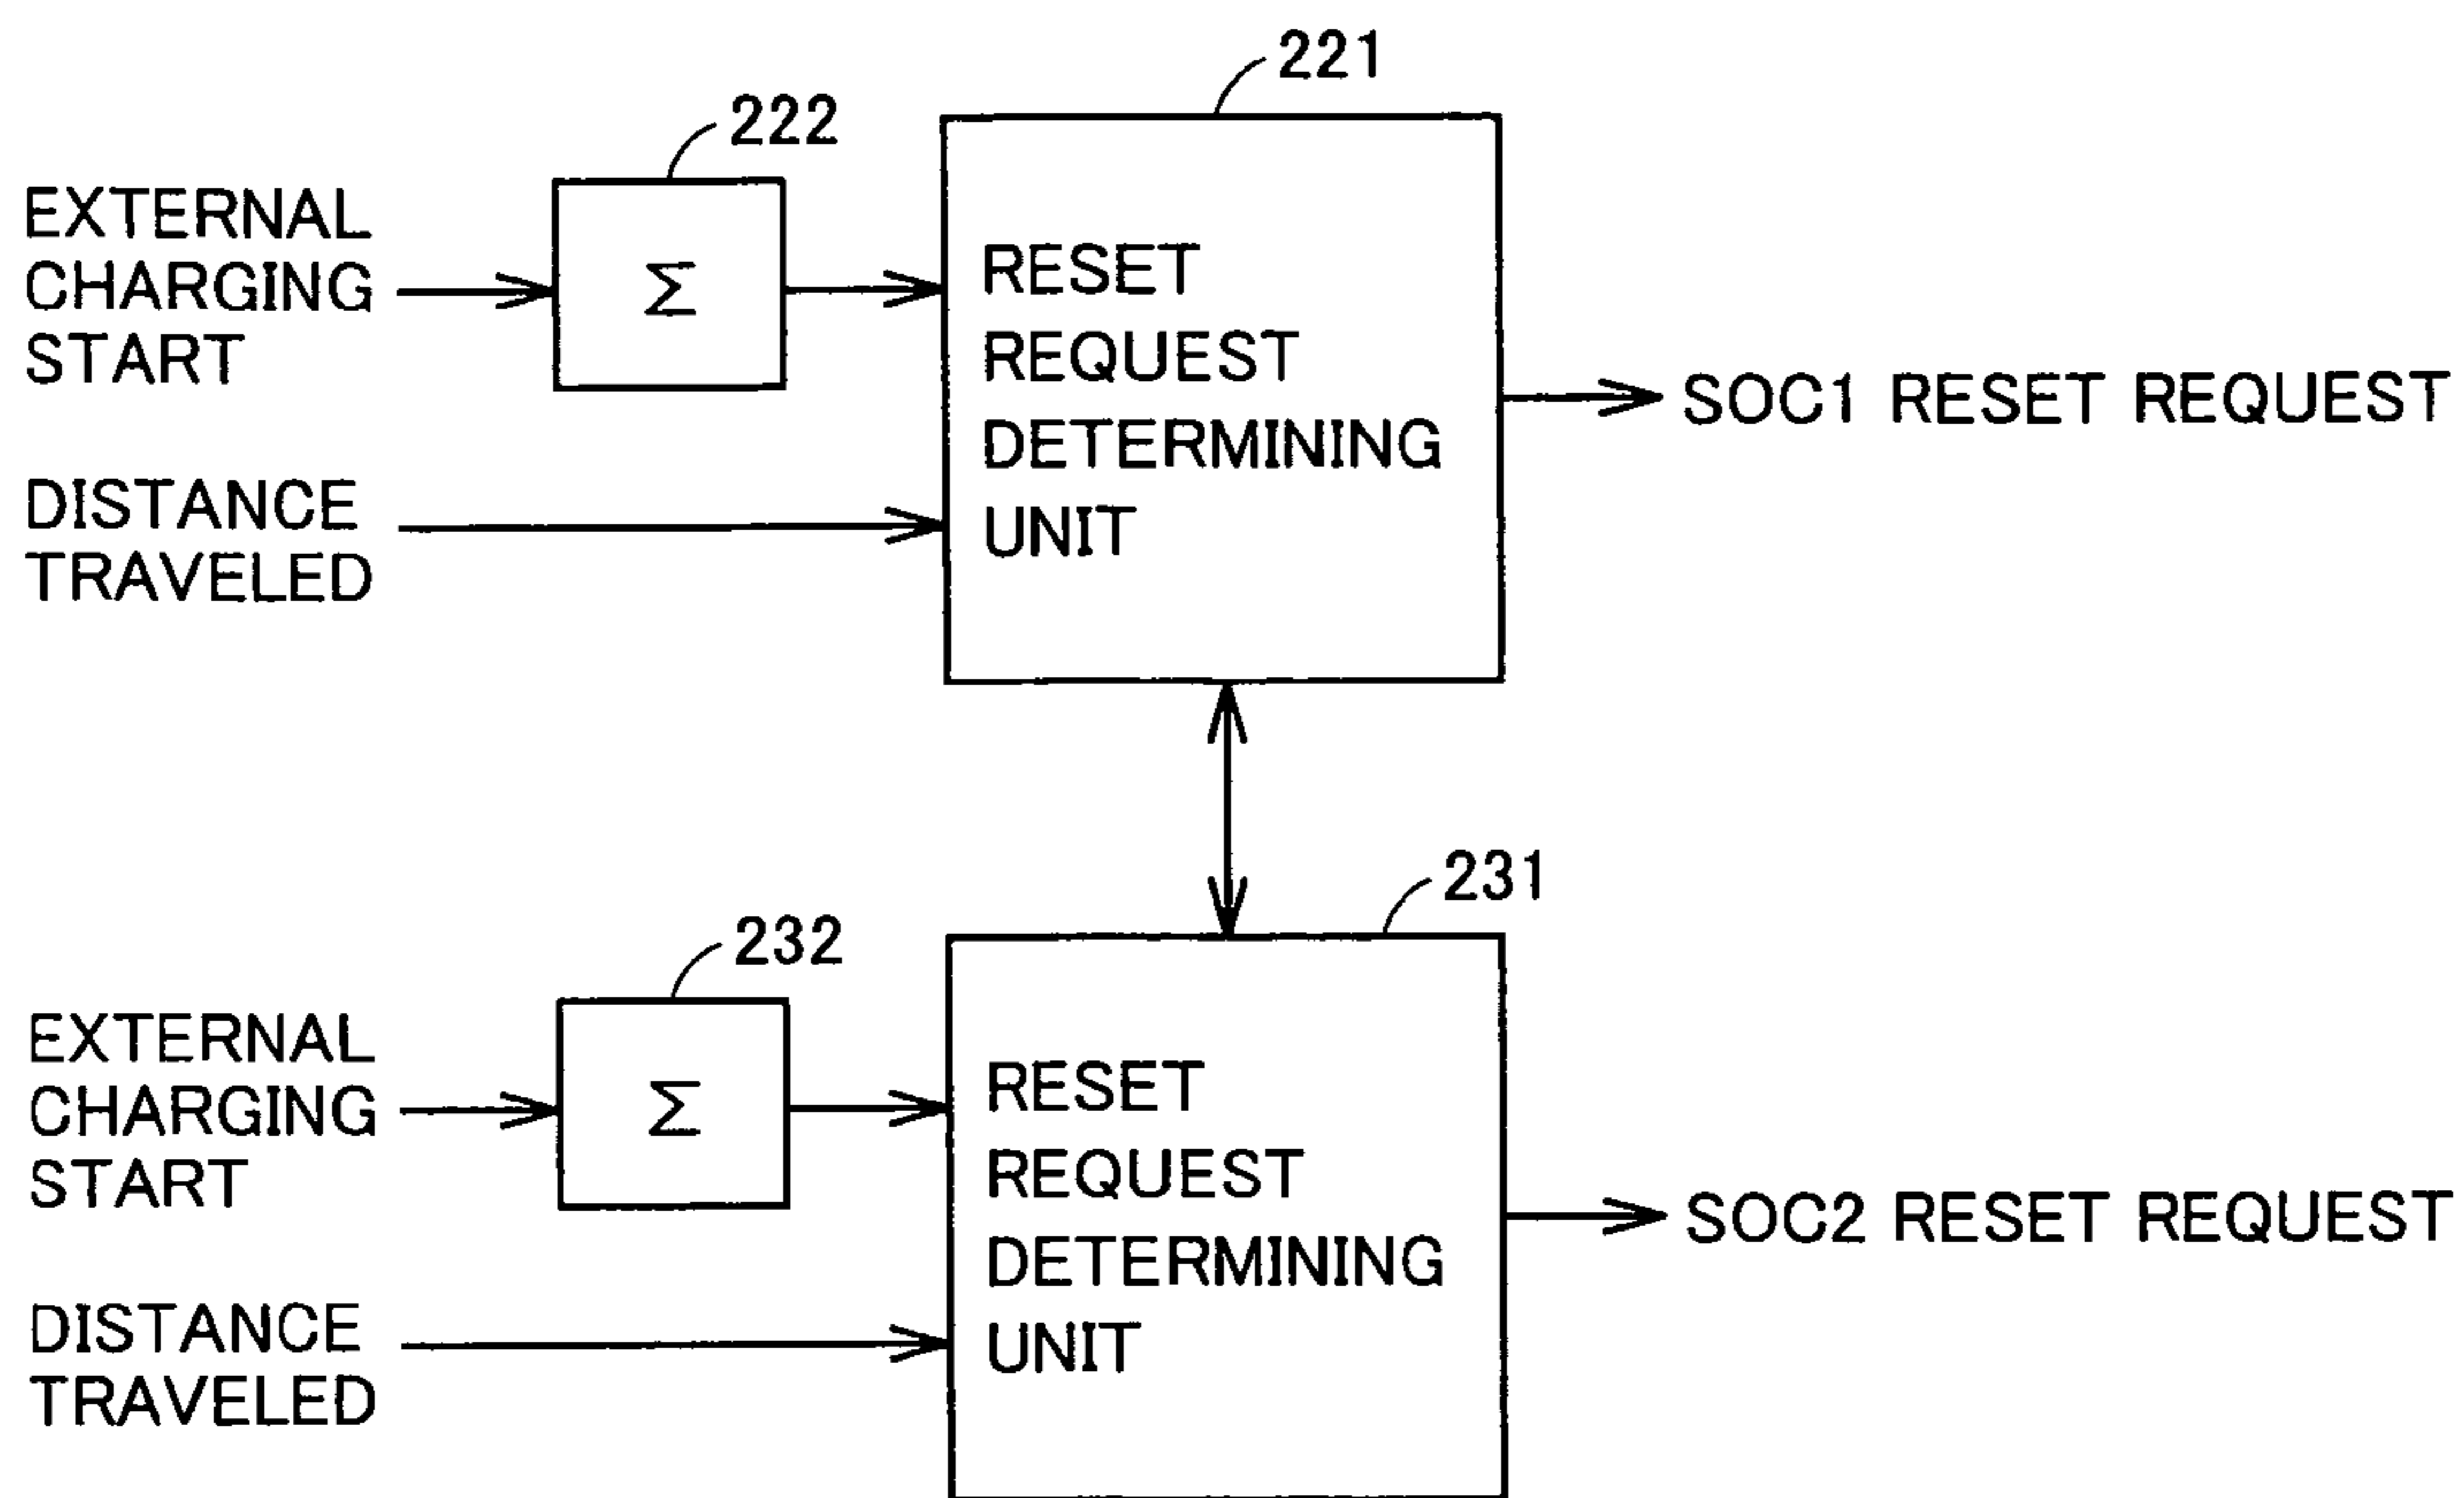 221
222
EXTERNAL
CHARGING
START
Σ
DISTANCE
TRAVELED
RESET
REQUEST
DETERMINING
UNIT
SOC1 RESET REQUEST
231
232
EXTERNAL
CHARGING
START
Σ
DISTANCE
TRAVELED
RESET
REQUEST
DETERMINING
UNIT
SOC2 RESET REQUEST